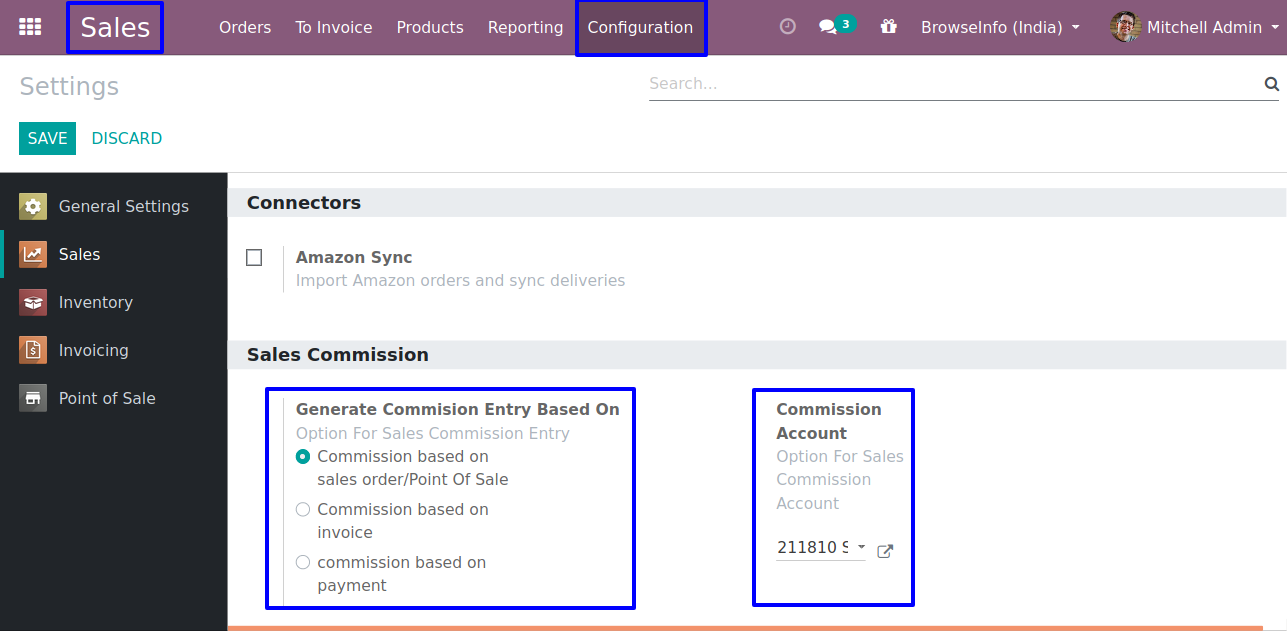 Sales Orders To Invoice Products Reporting Configuration 3 BrowseInfo (India) Mitchell Admin
Settings
Search...
SAVE DISCARD
General Settings
Sales
Inventory
Invoicing
Point of Sale
Connectors
Amazon Sync
Import Amazon orders and sync deliveries
Sales Commission
Generate Commision Entry Based On
Option For Sales Commission Entry
Commission based on
sales order/Point Of Sale
Commission based on
invoice
commission based on
payment
Commission
Account
Option For Sales
Commission
Account
211810 S